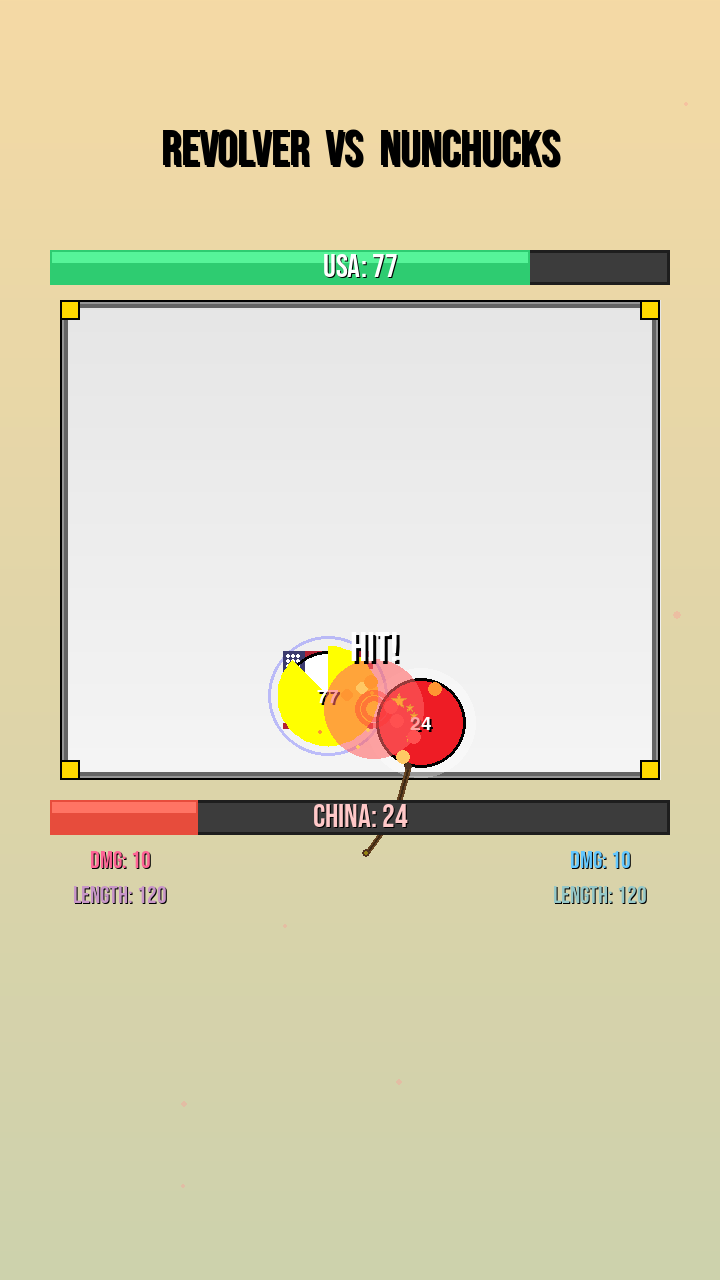 REVOLVER VS NUNCHUCKS
USA: 77
HIT!
77
24
CHINA: 24
DMG: 10
DMG: 10
LENGTH: 120
LENGTH: 120